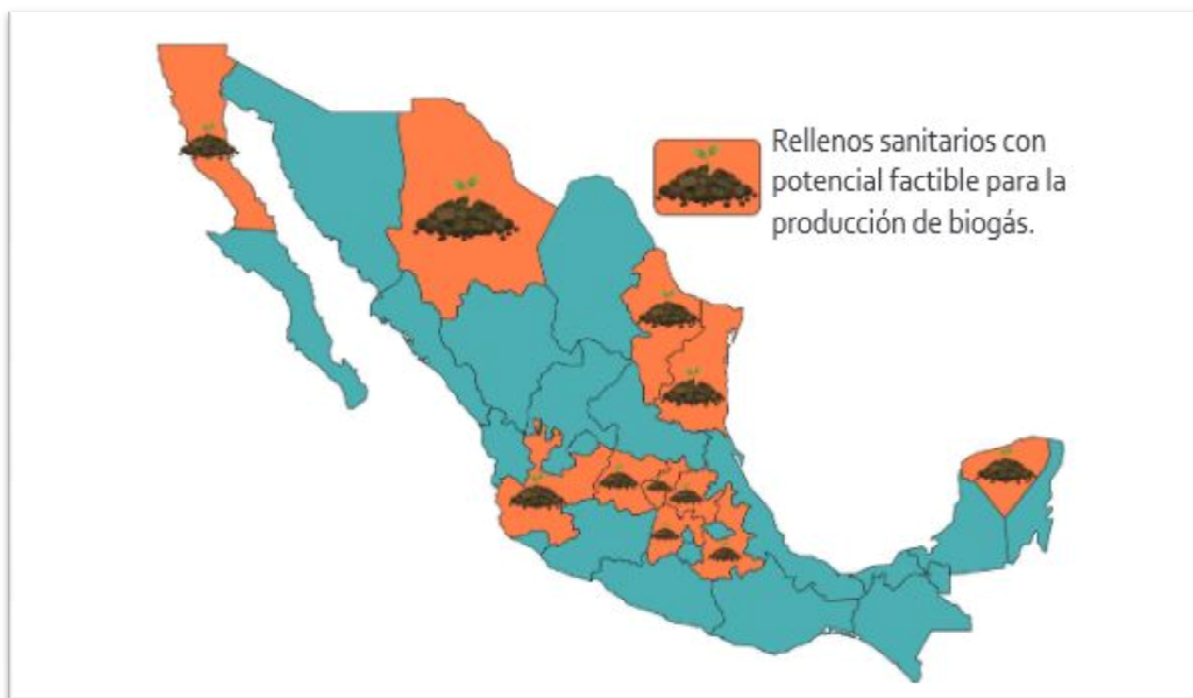 Rellenos sanitarios con
potencial factible para la
producción de biogás.